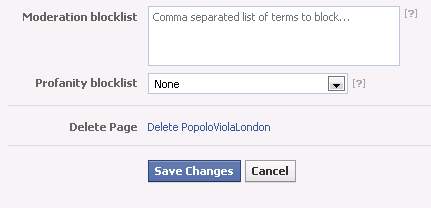 Moderation blocklist Comma separated list of terms to block... [?]
Profanity blocklist None [?]
Delete Page Delete PopoloViolaLondon
Save Changes Cancel